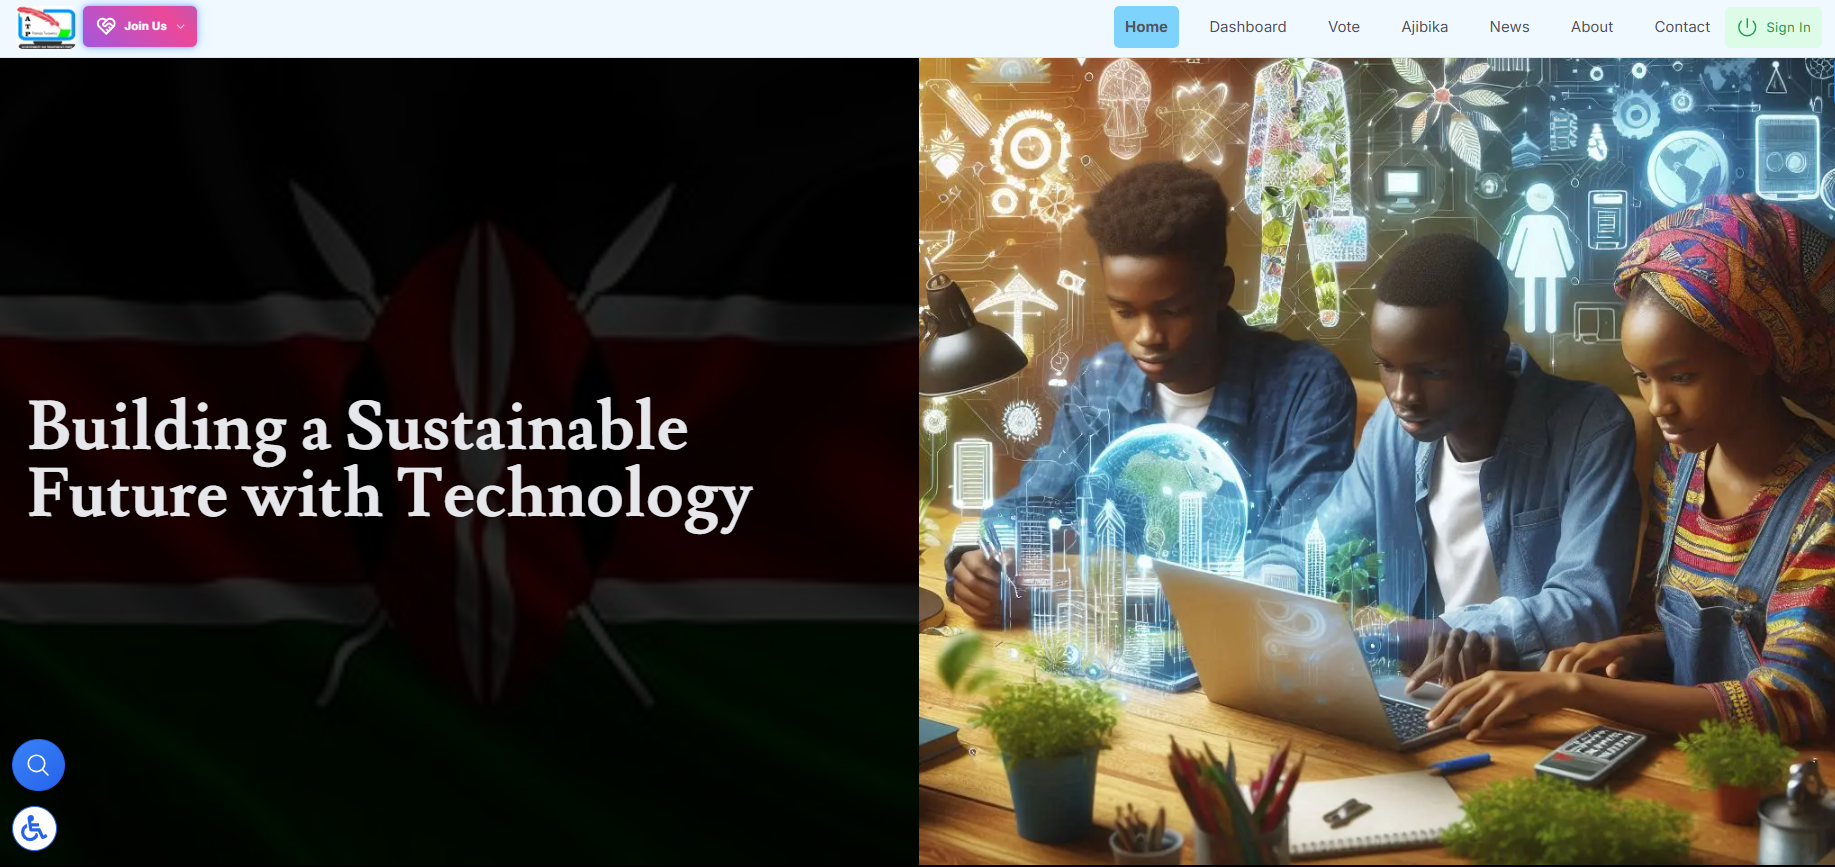 A
T
P
Join Us
Home
Dashboard
Vote
Ajibika
News
About
Contact
Sign In
Building a Sustainable
Future with Technology